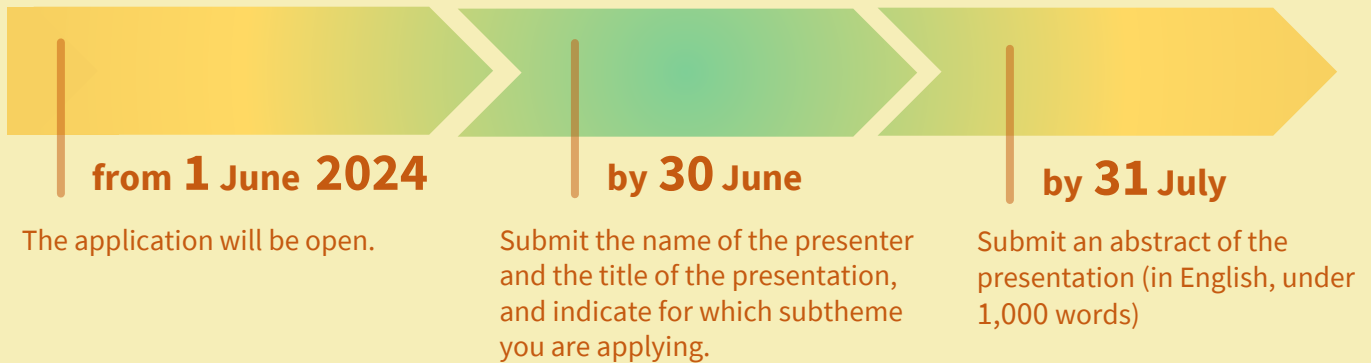 from 1 June 2024
The application will be open.
by 30 June
Submit the name of the presenter
and the title of the presentation,
and indicate for which subtheme
you are applying.
by 31 July
Submit an abstract of the
presentation (in English, under
1,000 words)